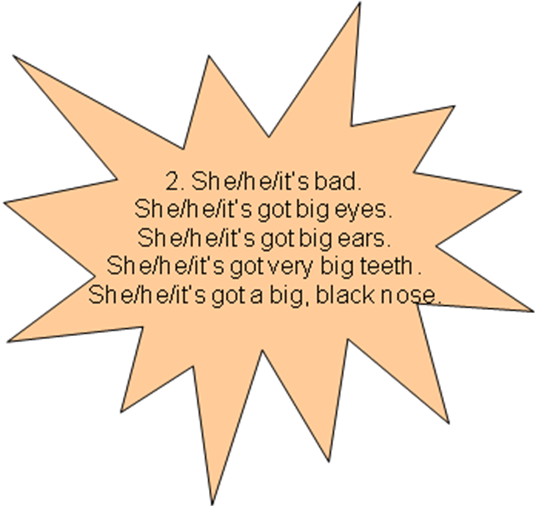 2. She/he/it's bad.
She/he/it's got big eyes.
She/he/it's got big ears.
She/he/it's got very big teeth.
She/he/it's got a big, black nose.